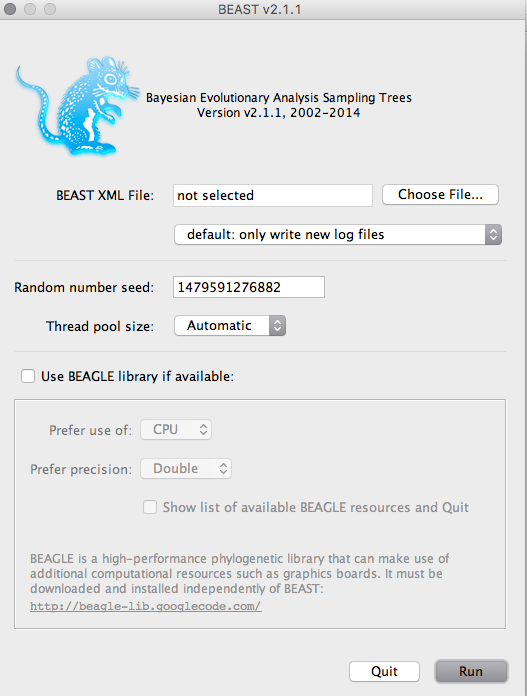 BEAST v2.1.1
Bayesian Evolutionary Analysis Sampling Trees
Version v2.1.1, 2002-2014
BEAST XML File: not selected Choose File...
default: only write new log files
Random number seed: 1479591276882
Thread pool size: Automatic
Use BEAGLE library if available:
Prefer use of: CPU
Prefer precision: Double
Show list of available BEAGLE resources and Quit
BEAGLE is a high-performance phylogenetic library that can make use of
additional computational resources such as graphics boards. It must be
downloaded and installed independently of BEAST:
http://beagle-lib.googlecode.com/
Quit Run